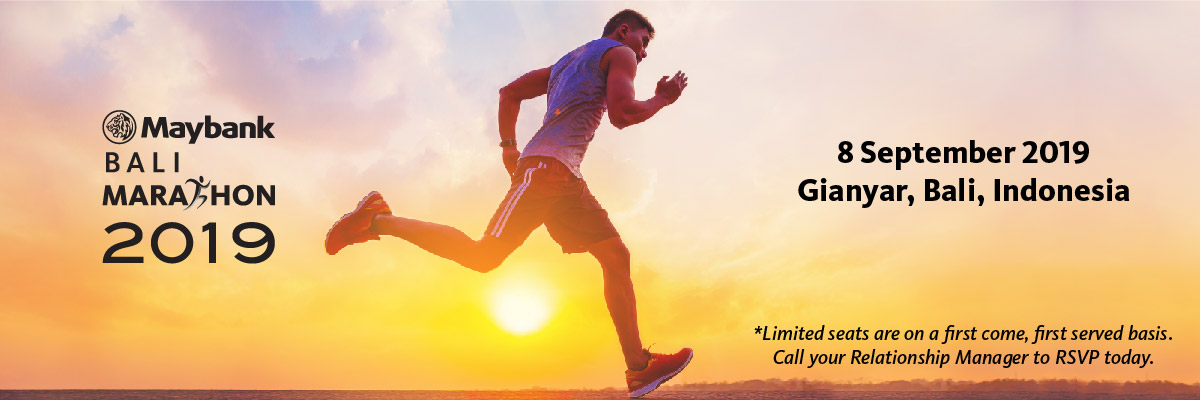 Maybank
BALI
MARATHON
2019
8 September 2019
Gianyar, Bali, Indonesia
*Limited seats are on a first come, first served basis.
Call your Relationship Manager to RSVP today.